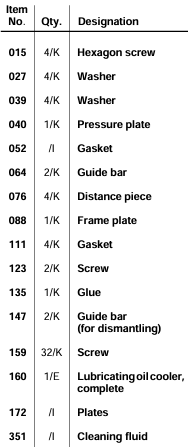 Item
No. Qty. Designation
015 4/K Hexagon screw
027 4/K Washer
039 4/K Washer
040 1/K Pressure plate
052 /I Gasket
064 2/K Guide bar
076 4/K Distance piece
088 1/K Frame plate
111 4/K Gasket
123 2/K Screw
135 1/K Glue
147 2/K Guide bar
(for dismantling)
159 32/K Screw
160 1/E Lubricating oil cooler,
complete
172 /I Plates
351 /I Cleaning fluid